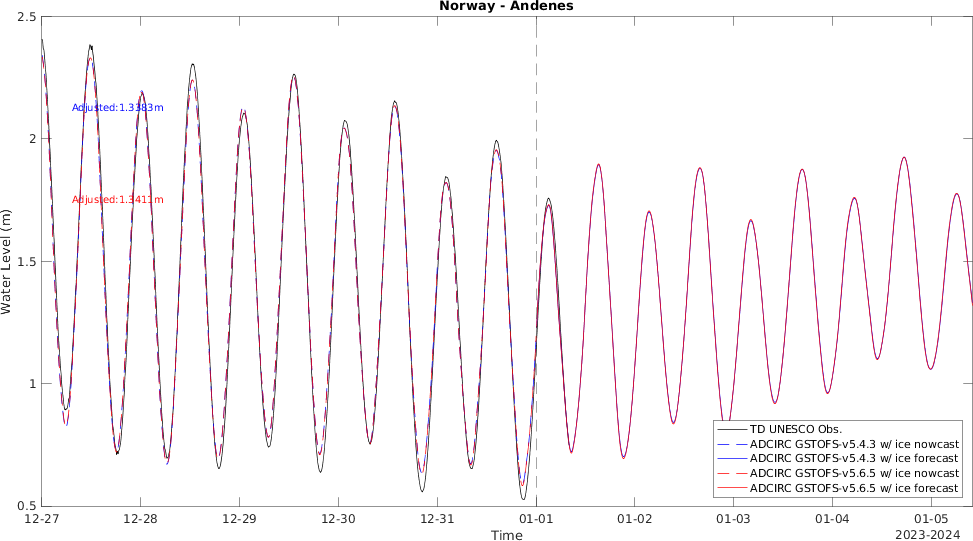 Norway - Andenes
2.5
2
1.5
1
0.5
Water Level (m)
Adjusted:1.3383m
Adjusted:1.3411m
TD UNESCO Obs.
ADCIRC GSTOFS-v5.4.3 w/ ice nowcast
ADCIRC GSTOFS-v5.4.3 w/ ice forecast
ADCIRC GSTOFS-v5.6.5 w/ ice nowcast
ADCIRC GSTOFS-v5.6.5 w/ ice forecast
12-27 12-28 12-29 12-30 12-31 01-01 01-02 01-03 01-04 01-05
Time
2023-2024